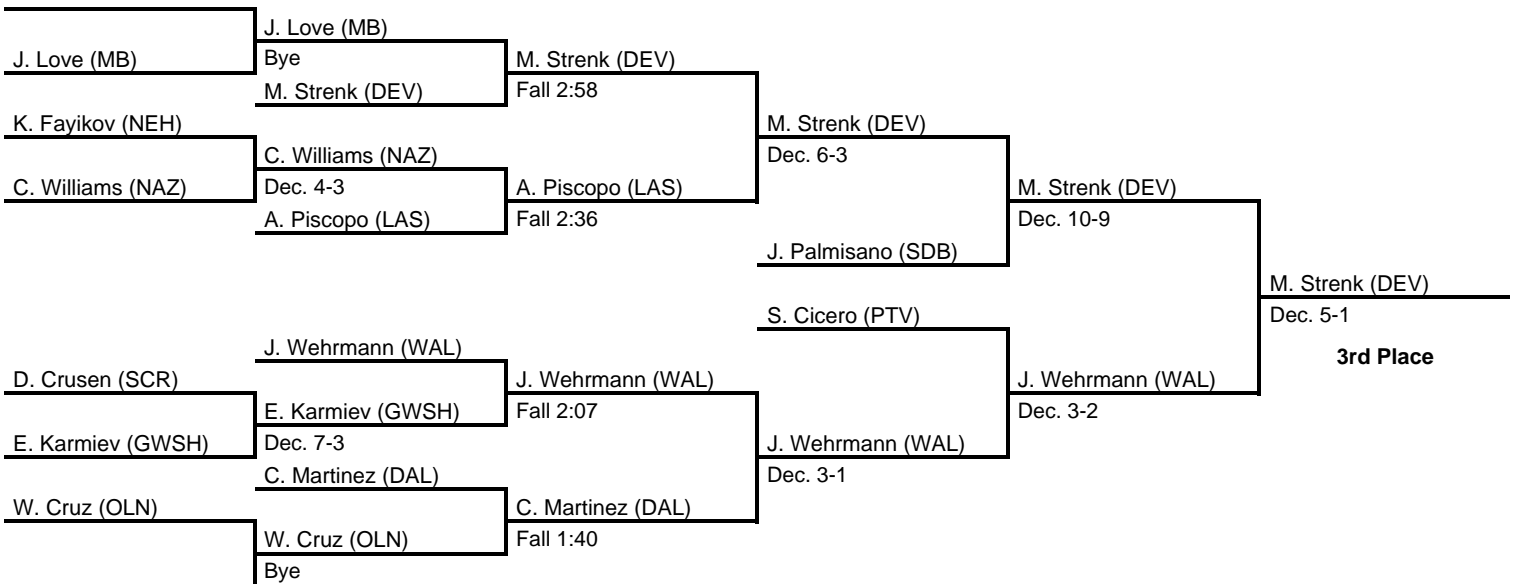 J. Love (MB)
J. Love (MB)
Bye
M. Strenk (DEV)
M. Strenk (DEV)
Fall 2:58
K. Fayikov (NEH)
M. Strenk (DEV)
C. Williams (NAZ)
Dec. 6-3
C. Williams (NAZ)
Dec. 4-3
A. Piscopo (LAS)
M. Strenk (DEV)
A. Piscopo (LAS)
Fall 2:36
Dec. 10-9
J. Palmisano (SDB)
M. Strenk (DEV)
S. Cicero (PTV)
Dec. 5-1
J. Wehrmann (WAL)
3rd Place
D. Crusen (SCR)
J. Wehrmann (WAL)
J. Wehrmann (WAL)
E. Karmiev (GWSH)
Fall 2:07
Dec. 3-2
E. Karmiev (GWSH)
Dec. 7-3
J. Wehrmann (WAL)
C. Martinez (DAL)
Dec. 3-1
W. Cruz (OLN)
C. Martinez (DAL)
W. Cruz (OLN)
Fall 1:40
Bye